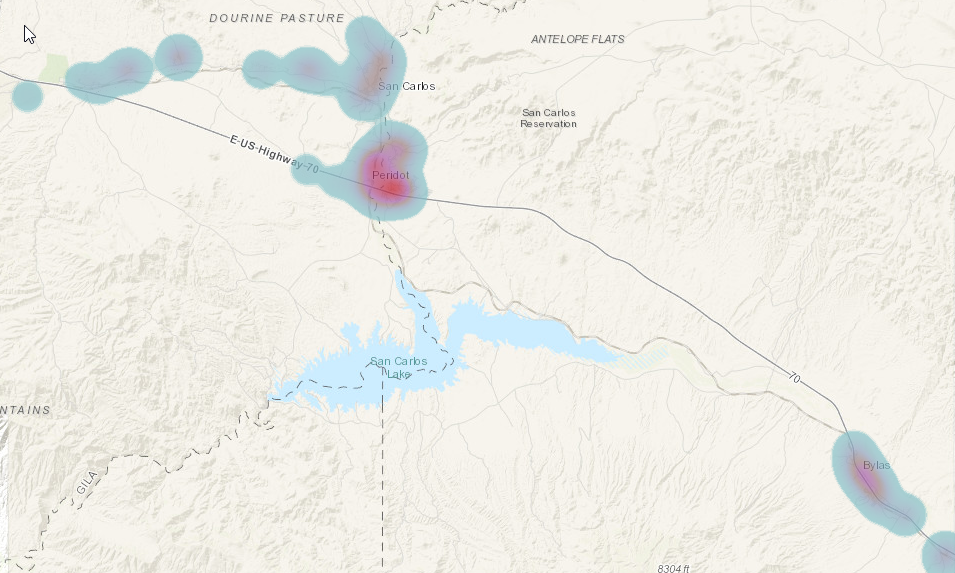 DOURINE PASTURE
ANTELOPE FLATS
San Carlos
San Carlos
Reservation
E-US-Highway-70
Peridot
San Carlos
Lake
70
NTAINS
Bylas
GILA
8304 ft